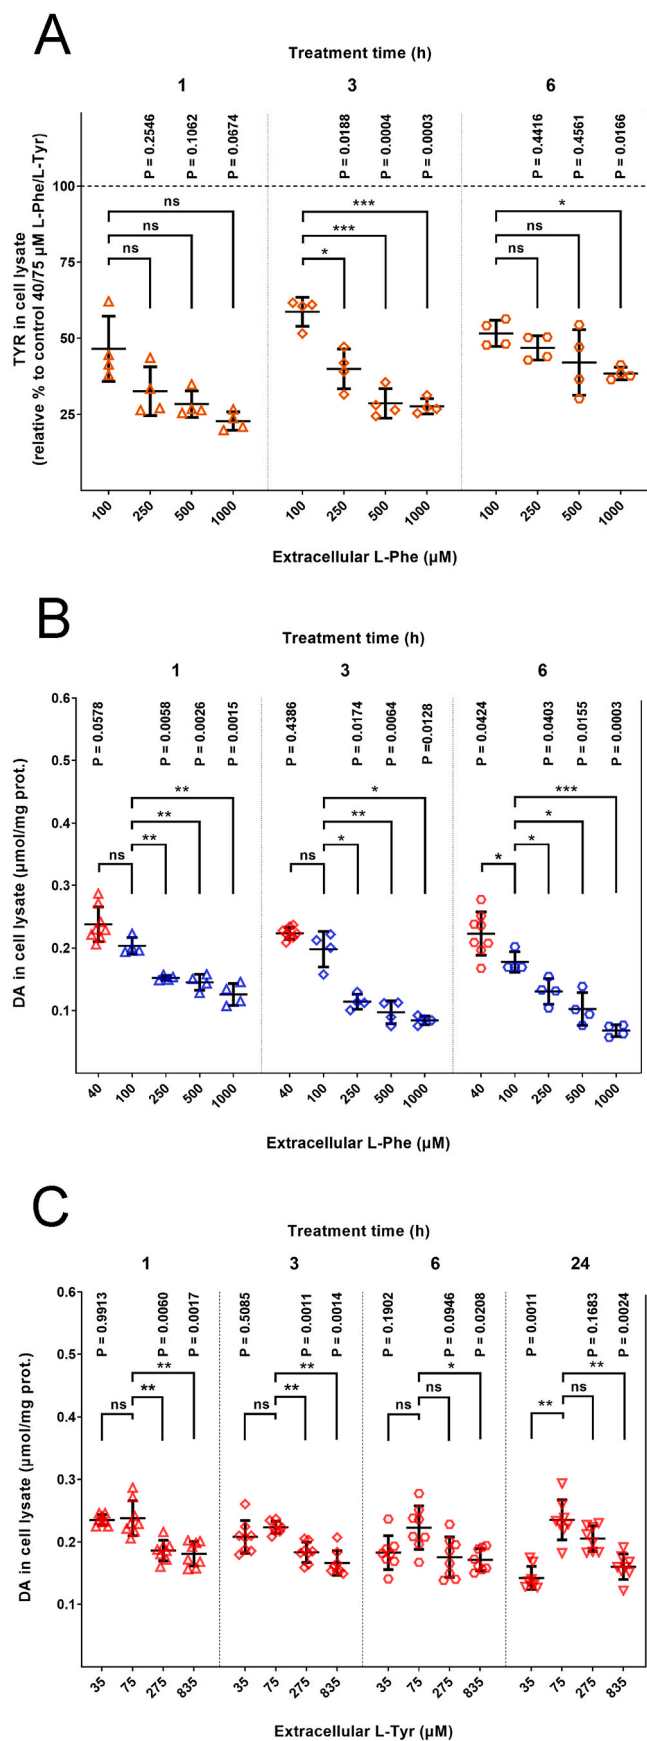 A
Treatment time (h)
1 3 6
P = 0.2546 P = 0.1062 P = 0.0674 P = 0.0188 P = 0.0004 P = 0.0003 P = 0.4416 P = 0.4561 P = 0.0166
TYR in cell lysate
(relative % to control 40/75 µM L-Phe/L-Tyr)
100
75
50
25
ns *** *
ns *** ns
ns * ns
100 250 500 1000 100 250 500 1000 100 250 500 1000
Extracellular L-Phe (µM)
B
Treatment time (h)
1 3 6
P = 0.0578 P = 0.0058 P = 0.0026 P = 0.0015 P = 0.4386 P = 0.0174 P = 0.0064 P =0.0128 P = 0.0424 P = 0.0403 P = 0.0155 P = 0.0003
DA in cell lysate (µmol/mg prot.)
0.6
0.5
0.4
0.3
0.2
0.1
** * ***
** ** *
** * *
ns ns *
40 100 250 500 1000 40 100 250 500 1000 40 100 250 500 1000
Extracellular L-Phe (µM)
C
Treatment time (h)
1 3 6 24
P = 0.9913 P = 0.0060 P = 0.0017 P = 0.5085 P = 0.0011 P = 0.0014 P = 0.1902 P = 0.0946 P = 0.0208 P = 0.0011 P = 0.1683 P = 0.0024
DA in cell lysate (µmol/mg prot.)
0.6
0.5
0.4
0.3
0.2
0.1
** ** * **
** ** ns ns
ns ns ns **
35 75 275 835 35 75 275 835 35 75 275 835 35 75 275 835
Extracellular L-Tyr (µM)